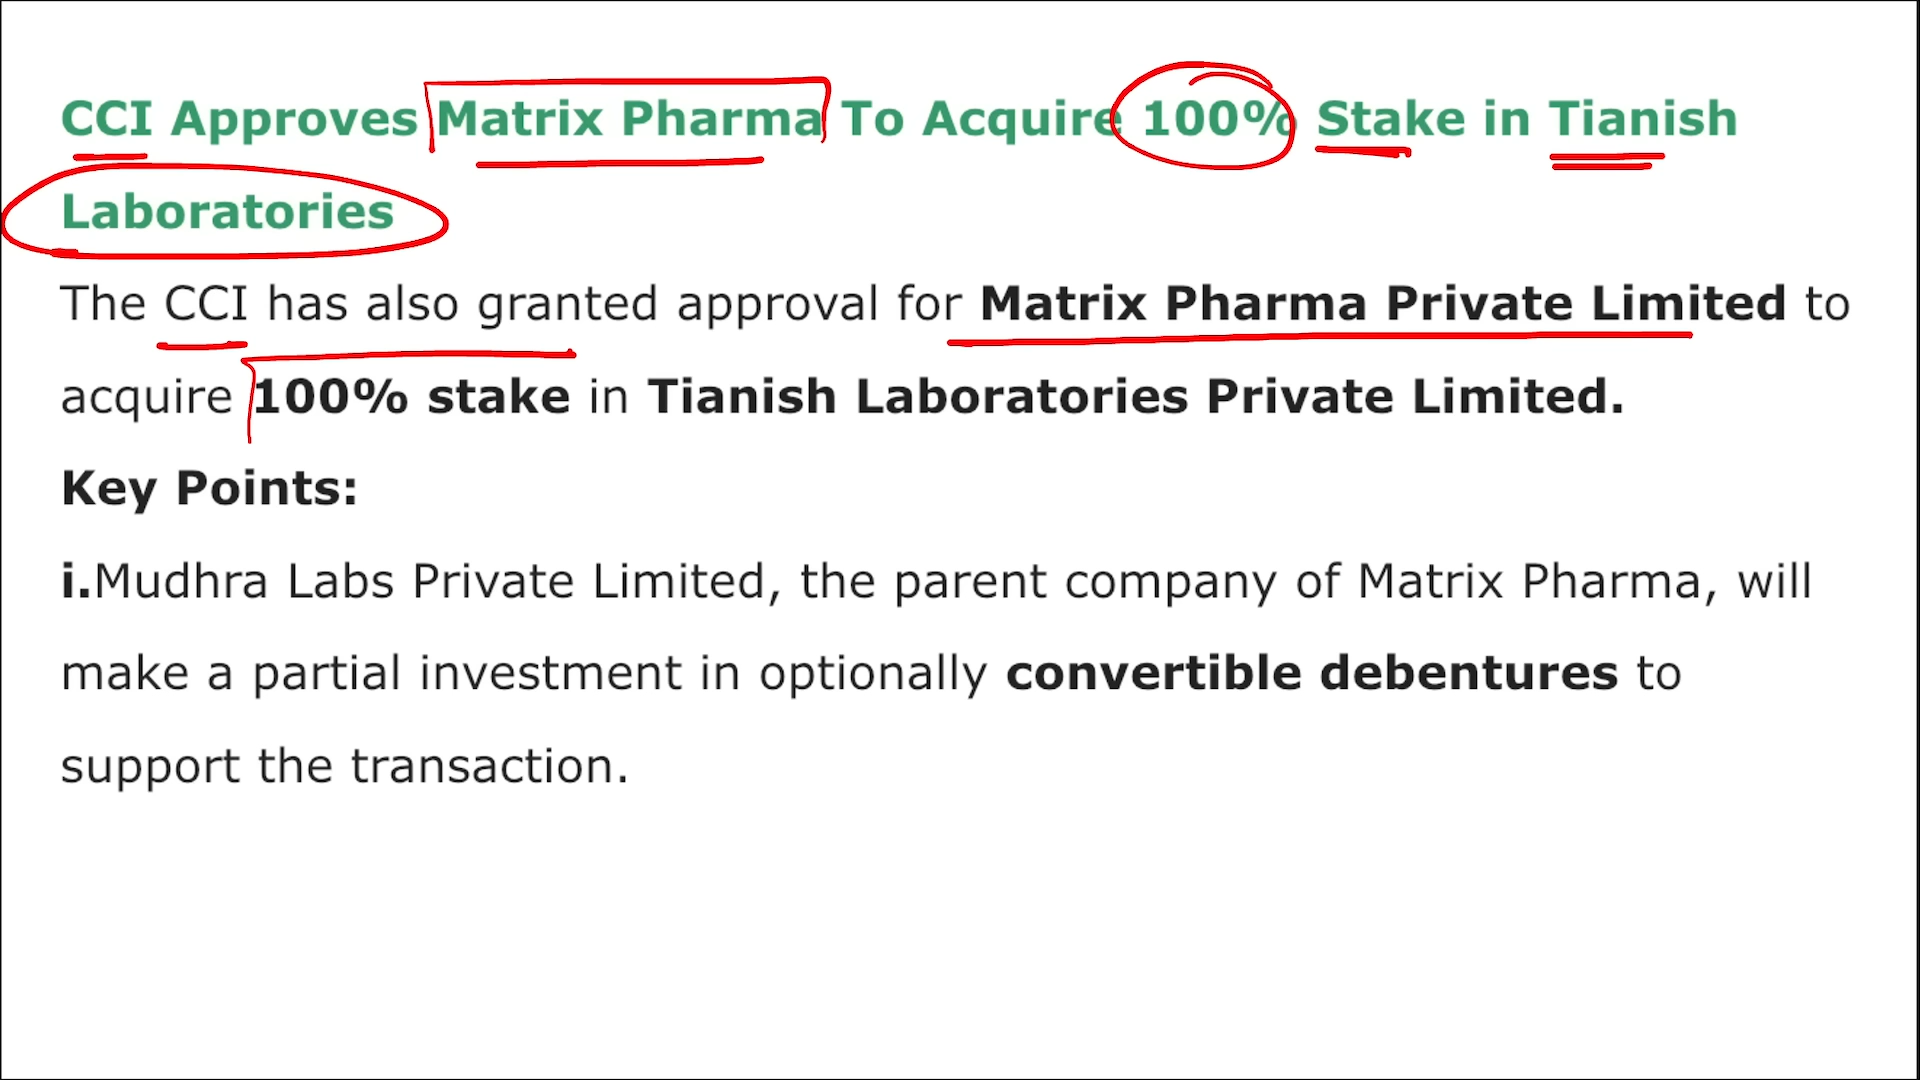 CCI Approves Matrix Pharma To Acquire 100% Stake in Tianish
Laboratories
The CCI has also granted approval for Matrix Pharma Private Limited to
acquire 100% stake in Tianish Laboratories Private Limited.
Key Points:
i.Mudhra Labs Private Limited, the parent company of Matrix Pharma, will
make a partial investment in optionally convertible debentures to
support the transaction.